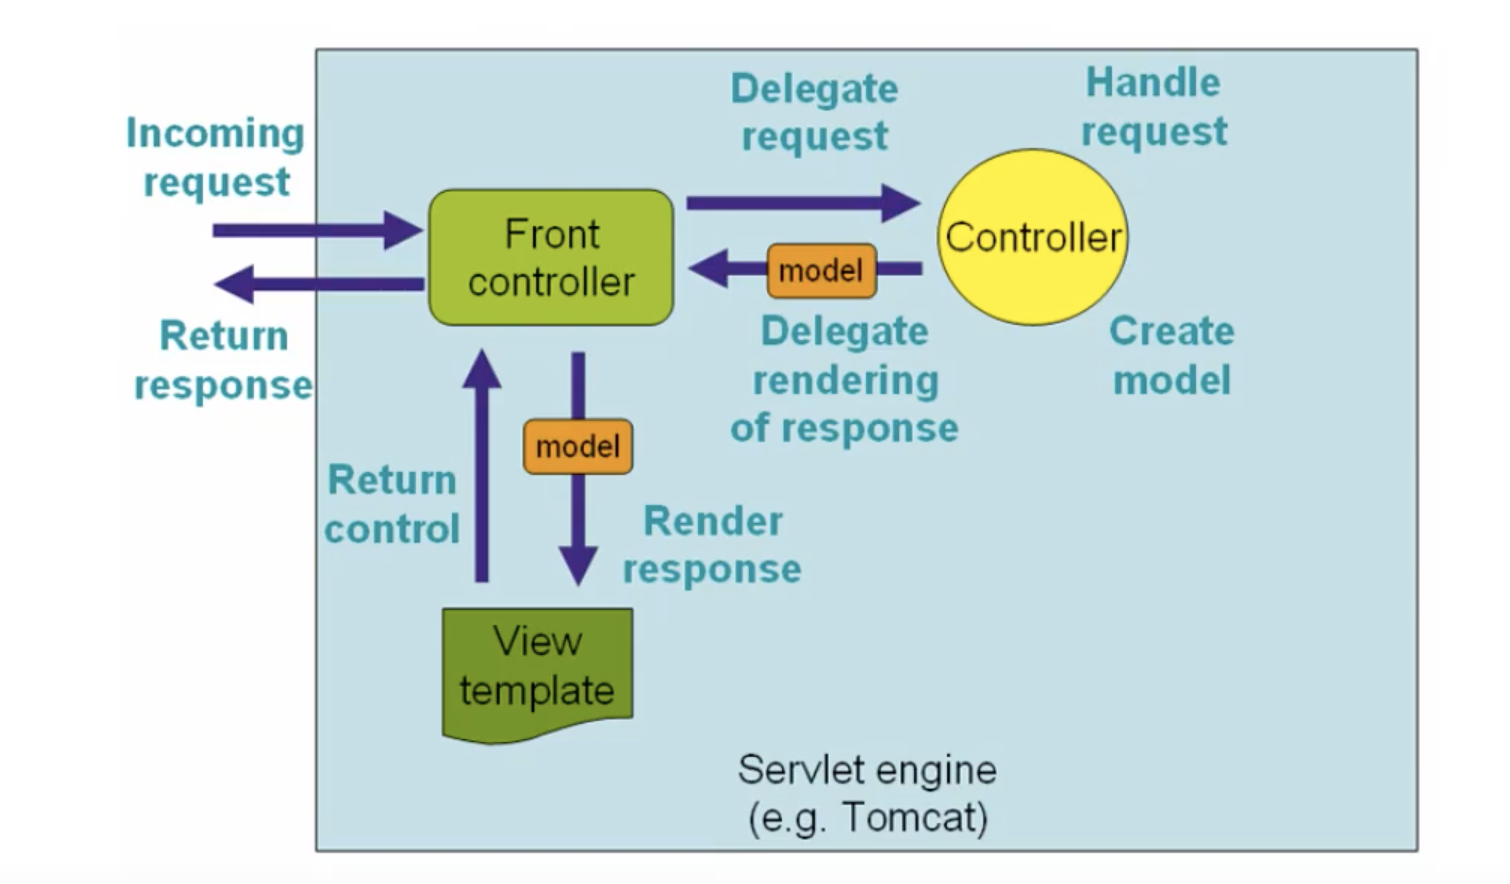 Incoming
request
Return
response
Front
controller
Delegate
request
Handle
request
Controller
model
Delegate
rendering
of response
Create
model
Return
control
model
Render
response
View
template
Servlet engine
(e.g. Tomcat)